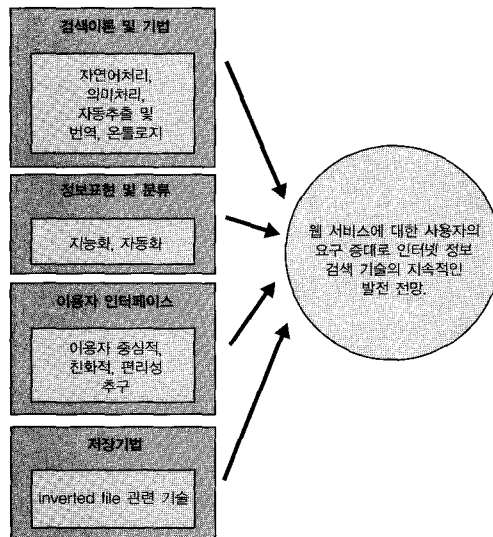 검색이론 및 기법
자연어처리,
의미처리,
자동추출 및
번역, 온톨로지
정보표현 및 분류
지능화, 자동화
이용자 인터페이스
이용자 중심적,
친화적, 편리성
추구
저장기법
inverted file 관련 기술
웹 서비스에 대한 사용자의
요구 증대로 인터넷 정보
검색 기술의 지속적인
발전 전망.